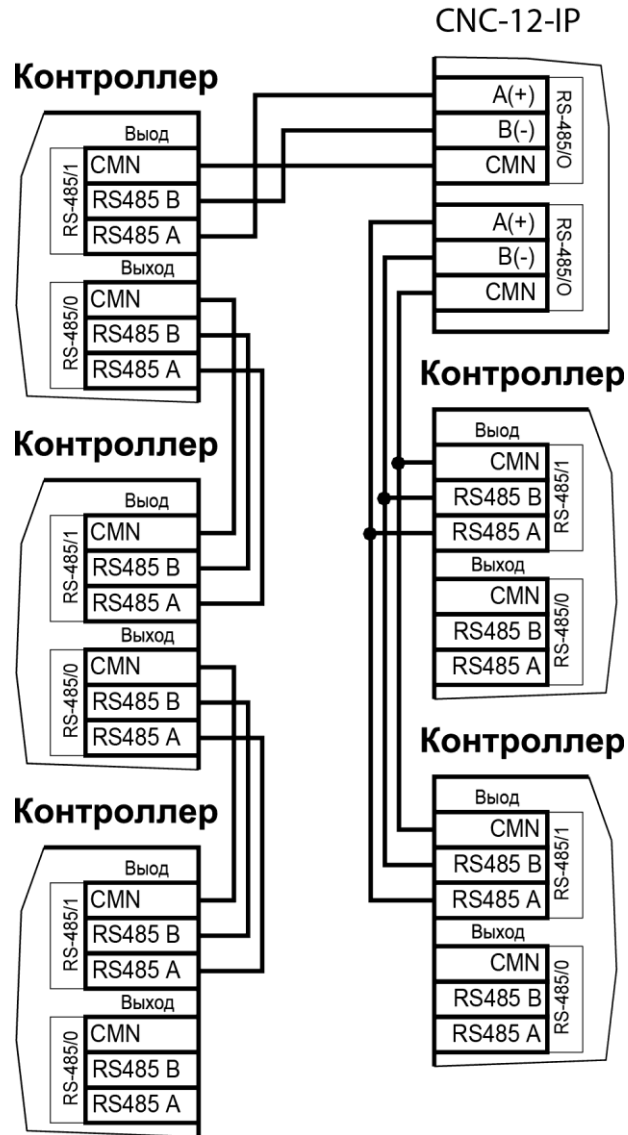 CNC-12-IP
A(+)
B(-)
CMN
RS-485/O
A(+)
B(-)
CMN
RS-485/O
Контроллер
Выод
CMN
RS485 B
RS485 A
RS-485/1
Выход
CMN
RS485 B
RS485 A
RS-485/0
Контроллер
Выод
CMN
RS485 B
RS485 A
RS-485/1
Выход
CMN
RS485 B
RS485 A
RS-485/0
Контроллер
Выод
CMN
RS485 B
RS485 A
RS-485/1
Выход
CMN
RS485 B
RS485 A
RS-485/0
Контроллер
Выод
CMN
RS485 B
RS485 A
RS-485/1
Выход
CMN
RS485 B
RS485 A
RS-485/0
Контроллер
Выод
CMN
RS485 B
RS485 A
RS-485/1
Выход
CMN
RS485 B
RS485 A
RS-485/0